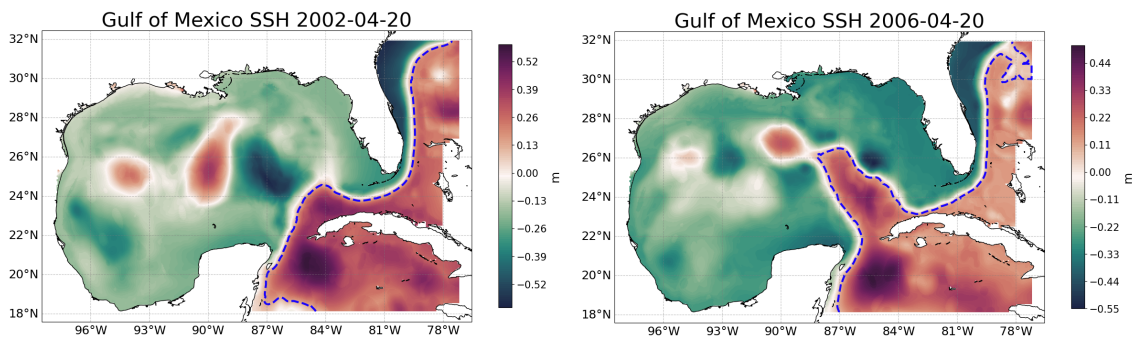 Gulf of Mexico SSH 2002-04-20
32°N
30°N
28°N
26°N
24°N
22°N
20°N
18°N
96°W 93°W 90°W 87°W 84°W 81°W 78°W
0.52
0.39
0.26
0.13
0.00
−0.13
−0.26
−0.39
−0.52
m
Gulf of Mexico SSH 2006-04-20
32°N
30°N
28°N
26°N
24°N
22°N
20°N
18°N
96°W 93°W 90°W 87°W 84°W 81°W 78°W
0.44
0.33
0.22
0.11
0.00
−0.11
−0.22
−0.33
−0.44
−0.55
m